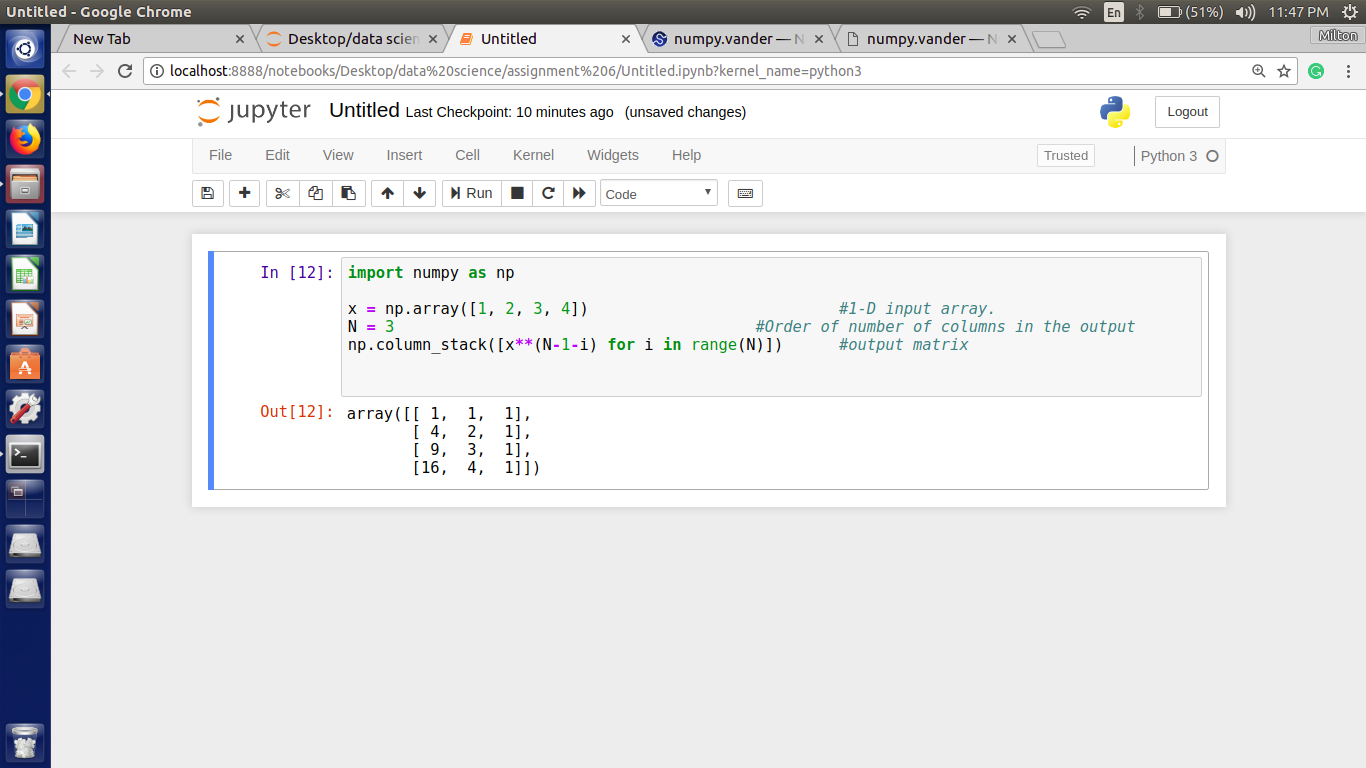 Untitled - Google Chrome
En
(51%)
11:47 PM
New Tab
Desktop/data scien
Untitled
numpy.vander — N
numpy.vander — N
Milton
localhost:8888/notebooks/Desktop/data%20science/assignment%206/Untitled.ipynb?kernel_name=python3
jupyter Untitled Last Checkpoint: 10 minutes ago (unsaved changes)
Logout
File Edit View Insert Cell Kernel Widgets Help
Trusted
Python 3
Run
Code
In [12]: import numpy as np
x = np.array([1, 2, 3, 4]) #1-D input array.
N = 3 #Order of number of columns in the output
np.column_stack([x**(N-1-i) for i in range(N)]) #output matrix
Out[12]: array([[ 1, 1, 1],
[ 4, 2, 1],
[ 9, 3, 1],
[16, 4, 1]])